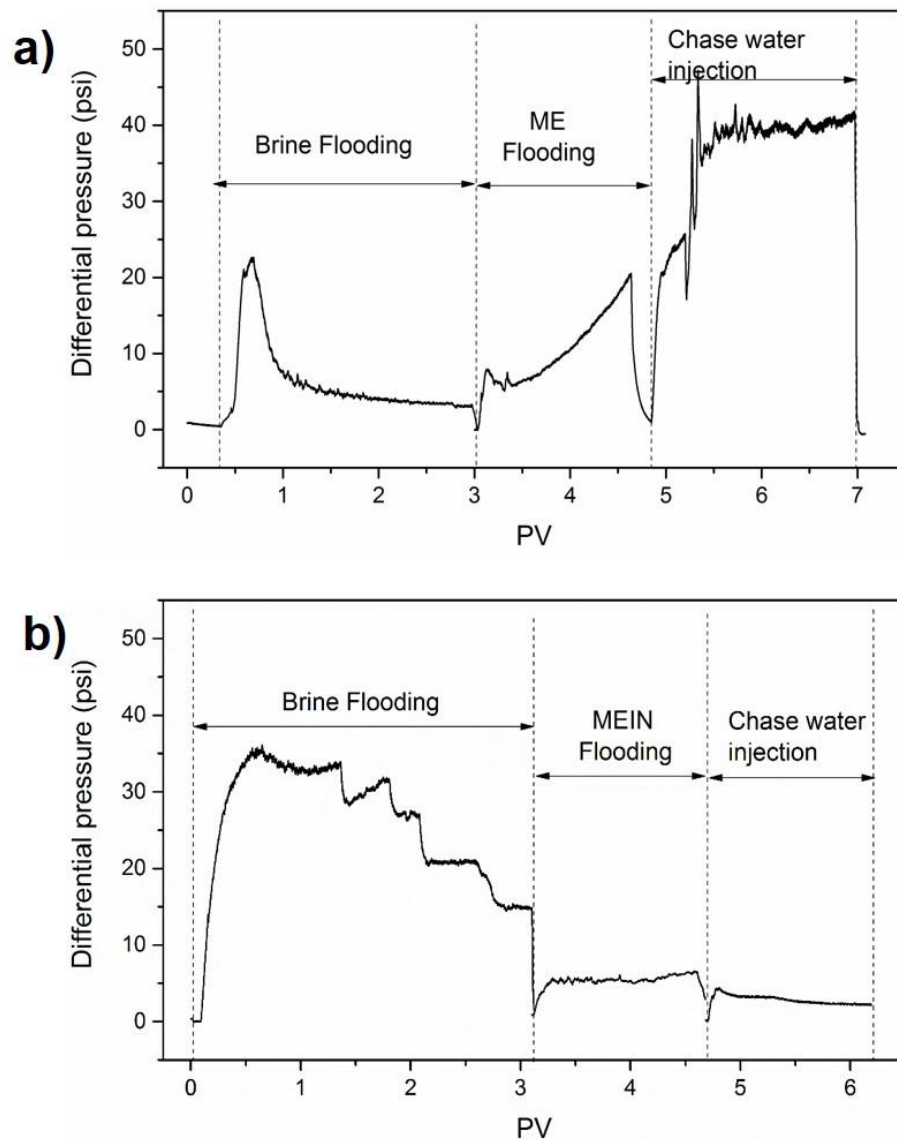 a)
Differential pressure (psi)
50
40
30
20
10
0
Brine Flooding
ME
Flooding
Chase water
injection
0 1 2 3 4 5 6 7
PV
b)
Differential pressure (psi)
50
40
30
20
10
0
Brine Flooding
MEIN
Flooding
Chase water
injection
0 1 2 3 4 5 6
PV